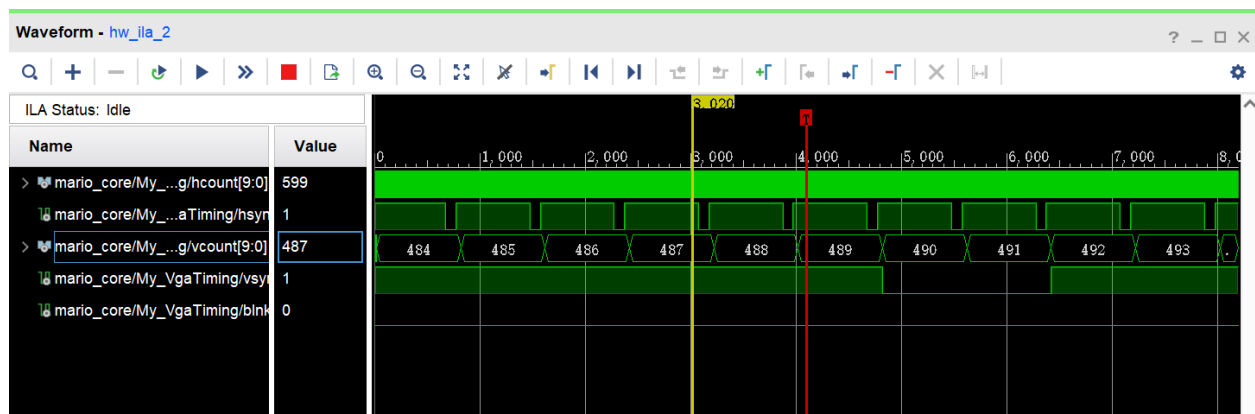 Waveform - hw_ila_2
? _ □ X
ILA Status: Idle
Name Value
mario_core/My_...g/hcount[9:0] 599
mario_core/My_...aTiming/hsyn 1
mario_core/My_...g/vcount[9:0] 487
mario_core/My_VgaTiming/vsy 1
mario_core/My_VgaTiming/blnk 0
3,020
T
0 1,000 2,000 3,000 4,000 5,000 6,000 7,000 8,0
484 485 486 487 488 489 490 491 492 493 .